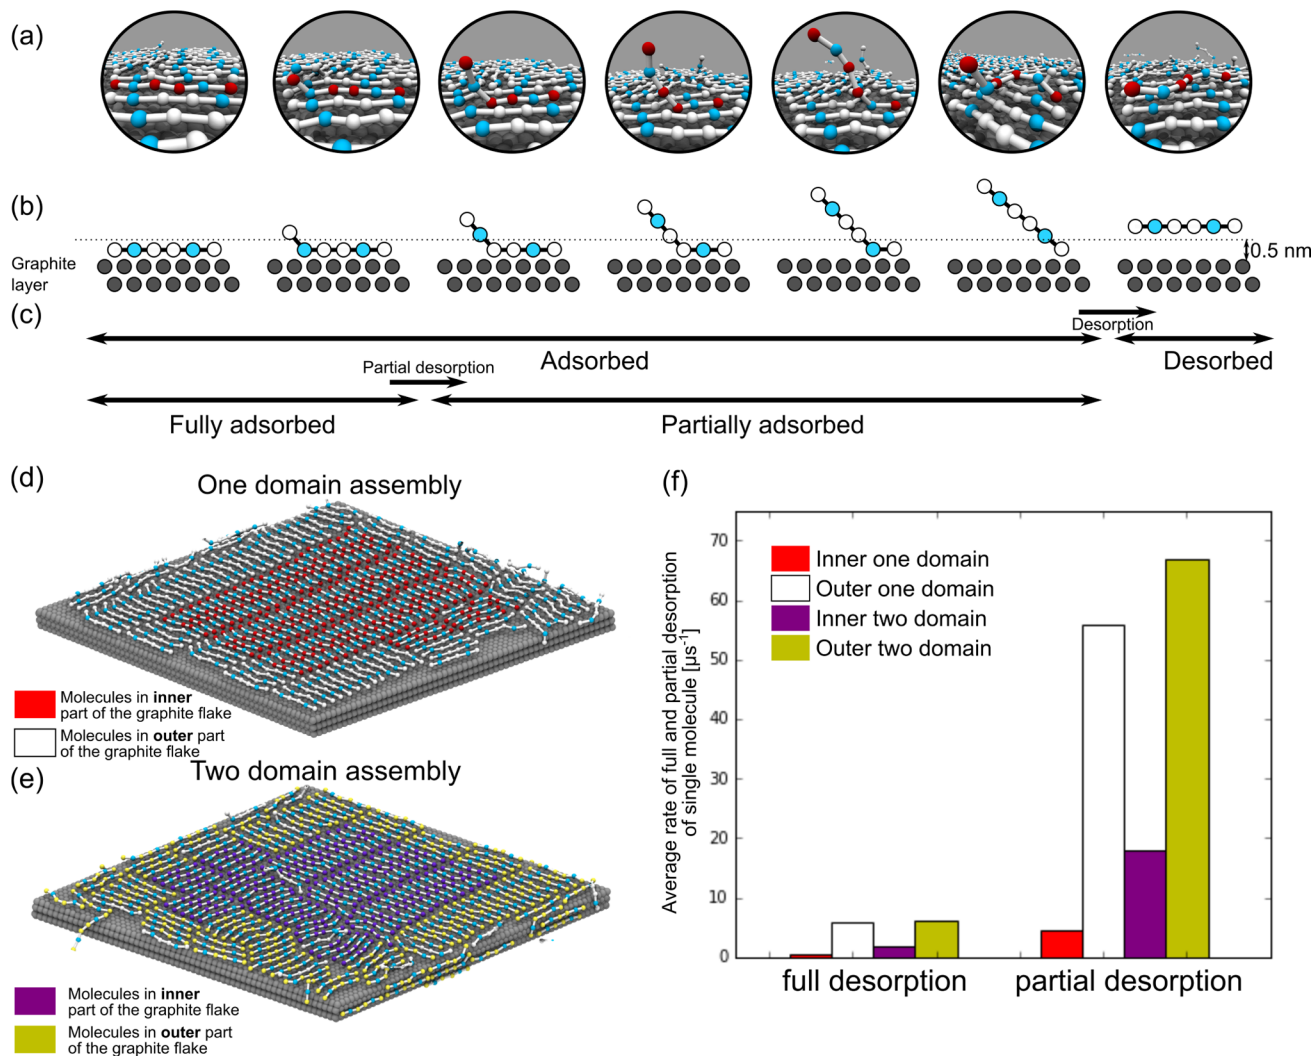 (a)
(b)
Graphite
layer
0.5 nm
(c)
Desorption
Adsorbed
Desorbed
Partial desorption
Fully adsorbed
Partially adsorbed
(d)
One domain assembly
Molecules in inner
part of the graphite flake
Molecules in outer part
of the graphite flake
(e)
Two domain assembly
Molecules in inner
part of the graphite flake
Molecules in outer part
of the graphite flake
(f)
Average rate of full and partial desorption
of single molecule [µs⁻¹]
70
60
50
40
30
20
10
0
Inner one domain
Outer one domain
Inner two domain
Outer two domain
full desorption
partial desorption